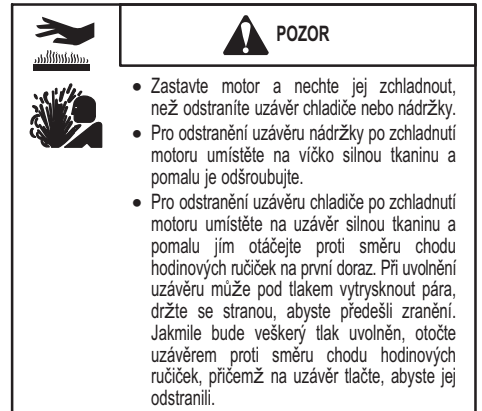 POZOR
● Zastavte motor a nechte jej zchladnout,
než odstraníte uzávěr chladiče nebo nádržky.
● Pro odstranění uzávěru nádržky po zchladnutí
motoru umístěte na víčko silnou tkaninu a
pomalu je odšroubujte.
● Pro odstranění uzávěru chladiče po zchladnutí
motoru umístěte na uzávěr silnou tkaninu a
pomalu jím otáčejte proti směru chodu
hodinových ručiček na první doraz. Při uvolnění
uzávěru může pod tlakem vytrysknout pára,
držte se stranou, abyste předešli zranění.
Jakmile bude veškerý tlak uvolněn, otočte
uzávěrem proti směru chodu hodinových
ručiček, přičemž na uzávěr tlačte, abyste jej
odstranili.